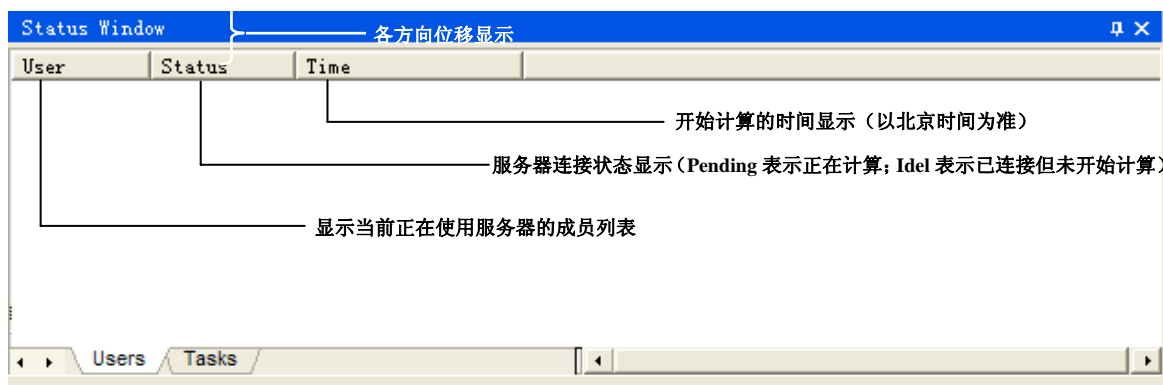 Status Window
各方向位移显示
User Status Time
开始计算的时间显示（以北京时间为准）
服务器连接状态显示（Pending 表示正在计算；Idel 表示已连接但未开始计算）
显示当前正在使用服务器的成员列表
Users Tasks